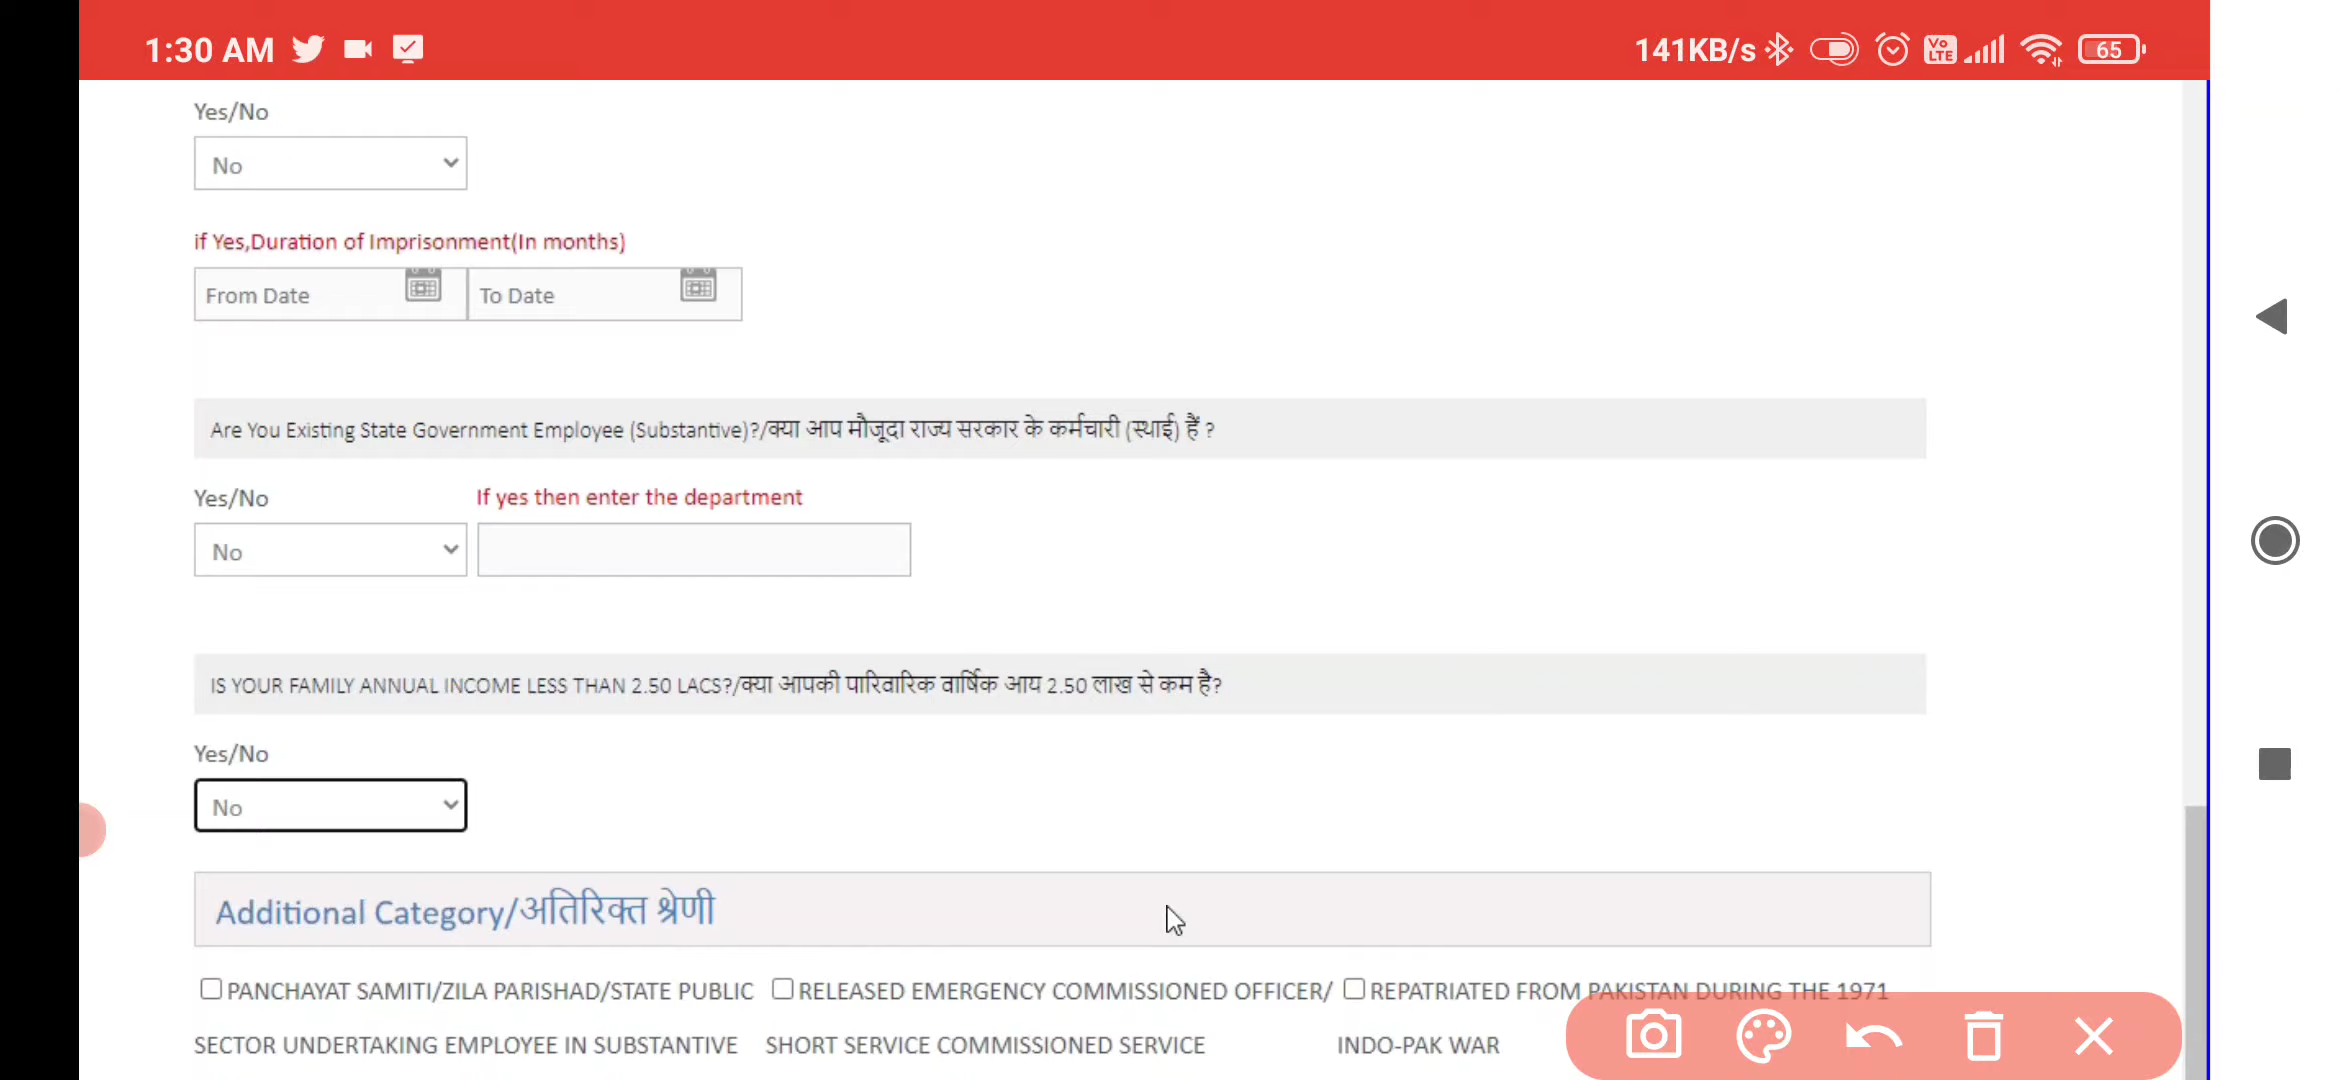 1:30 AM
141KB/s
Vo LTE
65
Yes/No
No
if Yes,Duration of Imprisonment(In months)
From Date
To Date
Are You Existing State Government Employee (Substantive)?/क्या आप मौजूदा राज्य सरकार के कर्मचारी (स्थाई) हैं ?
Yes/No
If yes then enter the department
No
IS YOUR FAMILY ANNUAL INCOME LESS THAN 2.50 LACS?/क्या आपकी पारिवारिक वार्षिक आय 2.50 लाख से कम है?
Yes/No
No
Additional Category/अतिरिक्त श्रेणी
PANCHAYAT SAMITI/ZILA PARISHAD/STATE PUBLIC
SECTOR UNDERTAKING EMPLOYEE IN SUBSTANTIVE
RELEASED EMERGENCY COMMISSIONED OFFICER/
SHORT SERVICE COMMISSIONED SERVICE
REPATRIATED FROM PAKISTAN DURING THE 1971
INDO-PAK WAR